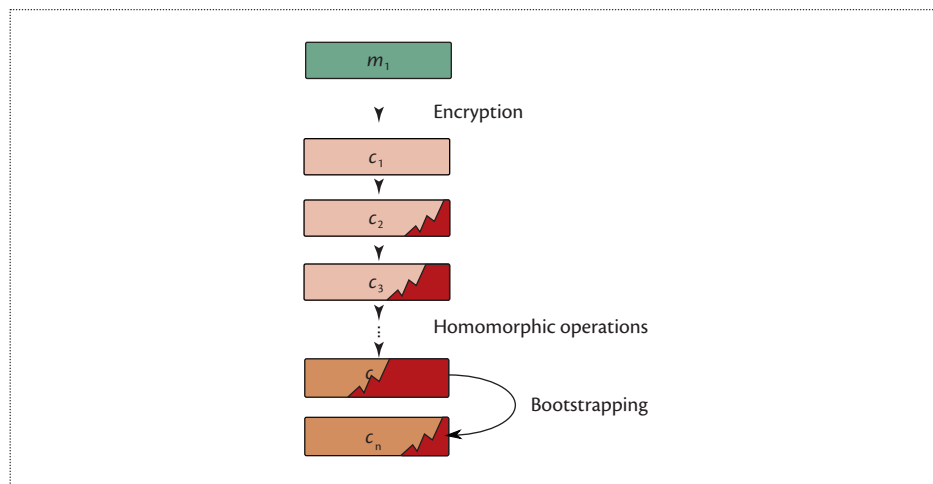 m₁
Encryption
c₁
c₂
c₃
Homomorphic operations
c
Bootstrapping
cₙ